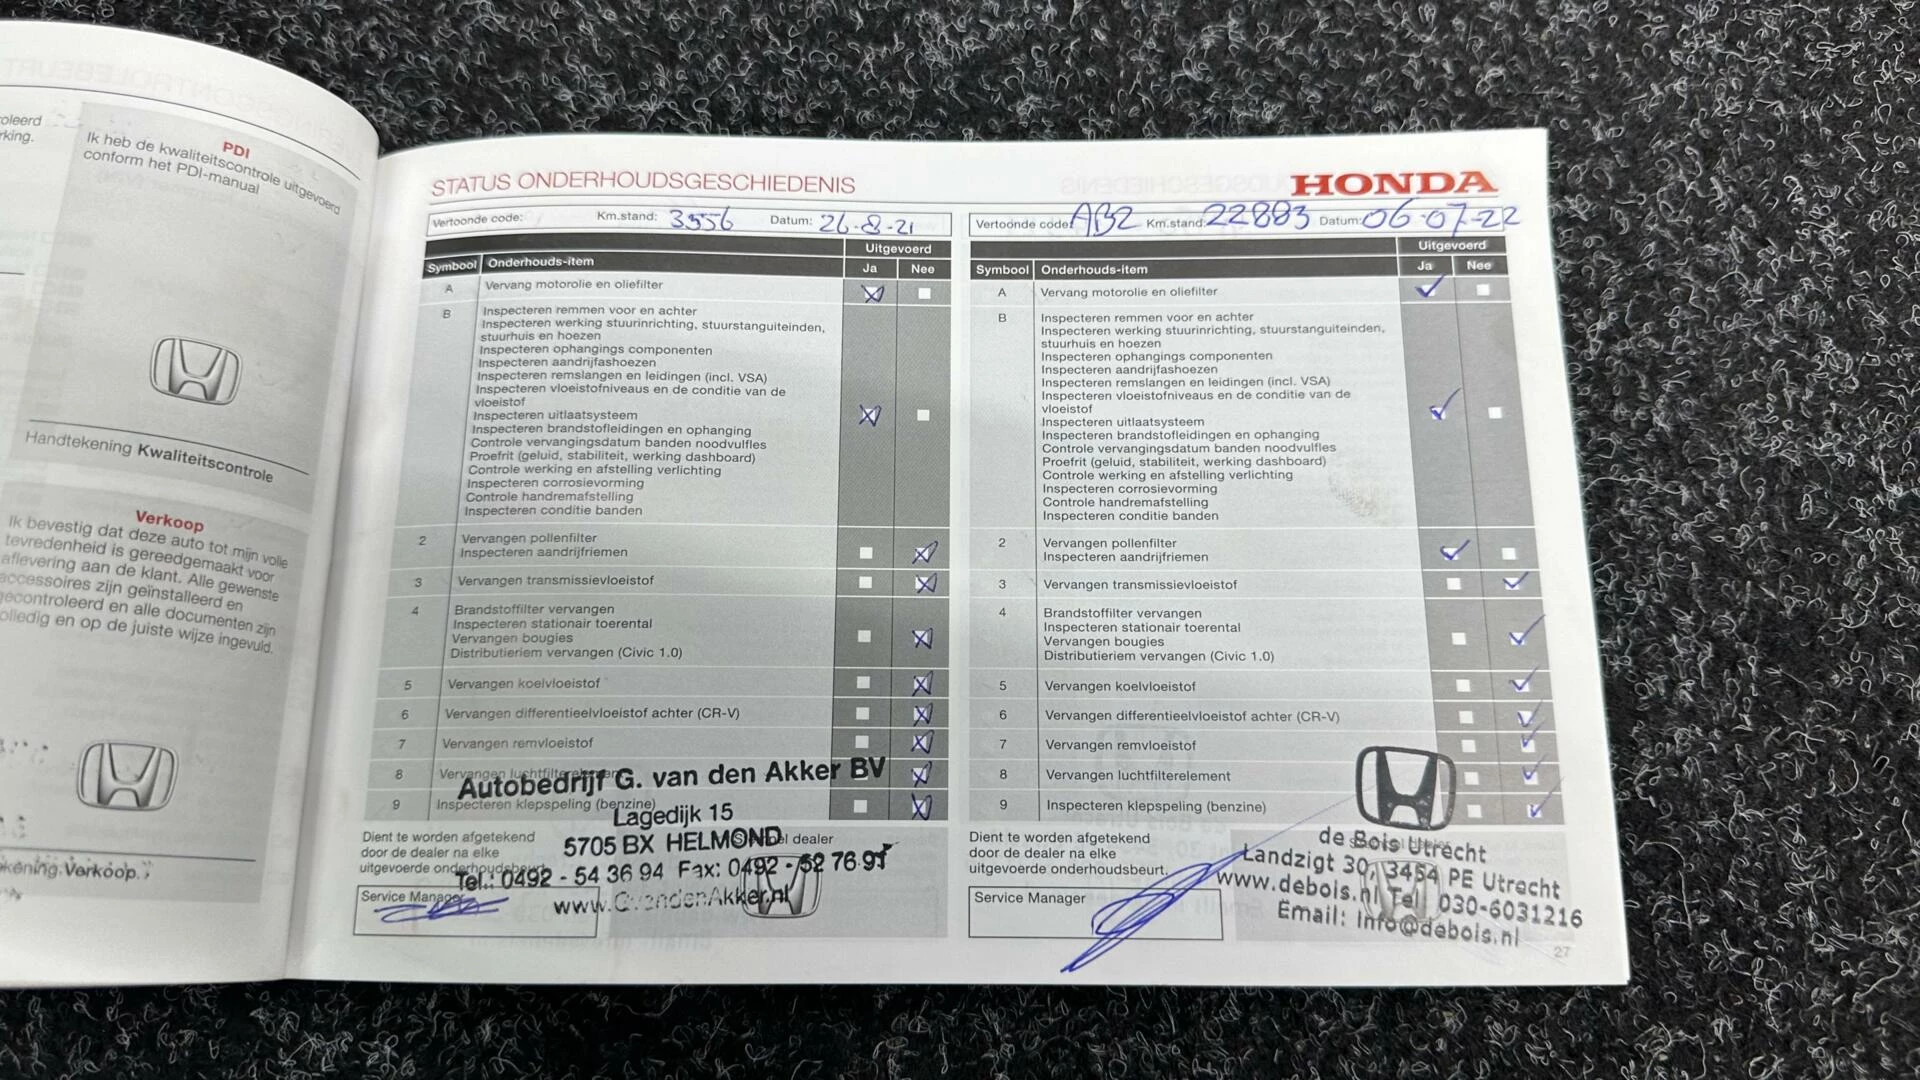 oleerd
rking.
PDI
Ik heb de kwaliteitscontrole uitgevoerd
conform het PDI-manual
Handtekening Kwaliteitscontrole
Verkoop
Ik bevestig dat deze auto tot mijn volle
tevredenheid is gereedgemaakt voor
aflevering aan de klant. Alle gewenste
accessoires zijn geïnstalleerd en
gecontroleerd en alle documenten zijn
olledig en op de juiste wijze ingevuld.
kening Verkoop
STATUS ONDERHOUDSGESCHIEDENIS
Vertoonde code: Km.stand: 3556 Datum: 26-8-21
Uitgevoerd
Symbool Onderhouds-item Ja Nee
A Vervang motorolie en oliefilter
B Inspecteren remmen voor en achter
Inspecteren werking stuurinrichting, stuurstanguiteinden,
stuurhuis en hoezen
Inspecteren ophangings componenten
Inspecteren aandrijfashoezen
Inspecteren remslangen en leidingen (incl. VSA)
Inspecteren vloeistofniveaus en de conditie van de
vloeistof
Inspecteren uitlaatsysteem
Inspecteren brandstofleidingen en ophanging
Controle vervangingsdatum banden noodvulfles
Proefrit (geluid, stabiliteit, werking dashboard)
Controle werking en afstelling verlichting
Inspecteren corrosievorming
Controle handremafstelling
Inspecteren conditie banden
2 Vervangen pollenfilter
Inspecteren aandrijfriemen
3 Vervangen transmissievloeistof
4 Brandstoffilter vervangen
Inspecteren stationair toerental
Vervangen bougies
Distributieriem vervangen (Civic 1.0)
5 Vervangen koelvloeistof
6 Vervangen differentieelvloeistof achter (CR-V)
7 Vervangen remvloeistof
8 Vervangen luchtfilterelement
9 Inspecteren klepspeling (benzine)
Autobedrijf G. van den Akker BV
Lagedijk 15
5705 BX HELMOND
Tel.: 0492 - 54 36 94 Fax: 0492 - 52 76 91
www.GvandenAkker.nl
Dient te worden afgetekend
door de dealer na elke
uitgevoerde onderhoudsbeurt.
dealer
Service Manager
HONDA
Vertoonde code: AB2 Km.stand: 22883 Datum: 06-07-22
Uitgevoerd
Symbool Onderhouds-item Ja Nee
A Vervang motorolie en oliefilter
B Inspecteren remmen voor en achter
Inspecteren werking stuurinrichting, stuurstanguiteinden,
stuurhuis en hoezen
Inspecteren ophangings componenten
Inspecteren aandrijfashoezen
Inspecteren remslangen en leidingen (incl. VSA)
Inspecteren vloeistofniveaus en de conditie van de
vloeistof
Inspecteren uitlaatsysteem
Inspecteren brandstofleidingen en ophanging
Controle vervangingsdatum banden noodvulfles
Proefrit (geluid, stabiliteit, werking dashboard)
Controle werking en afstelling verlichting
Inspecteren corrosievorming
Controle handremafstelling
Inspecteren conditie banden
2 Vervangen pollenfilter
Inspecteren aandrijfriemen
3 Vervangen transmissievloeistof
4 Brandstoffilter vervangen
Inspecteren stationair toerental
Vervangen bougies
Distributieriem vervangen (Civic 1.0)
5 Vervangen koelvloeistof
6 Vervangen differentieelvloeistof achter (CR-V)
7 Vervangen remvloeistof
8 Vervangen luchtfilterelement
9 Inspecteren klepspeling (benzine)
Dient te worden afgetekend
door de dealer na elke
uitgevoerde onderhoudsbeurt.
Service Manager
de Bois Utrecht
Landzigt 30, 3454 PE Utrecht
www.debois.nl Tel: 030-6031216
Email: Info@debois.nl
27